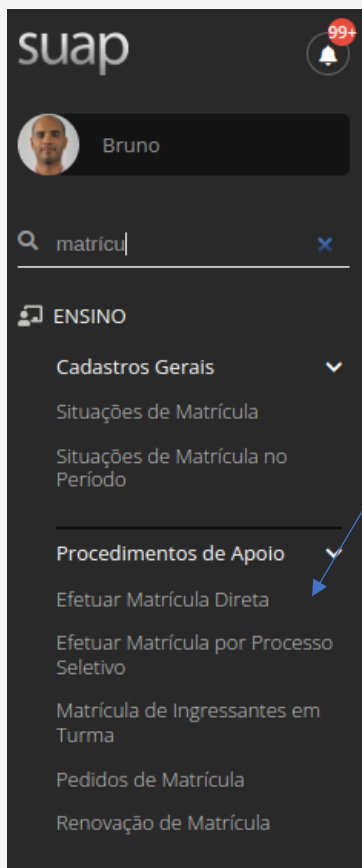 suap
99+
Bruno
matrícu
ENSINO
Cadastros Gerais
Situações de Matrícula
Situações de Matrícula no
Período
Procedimentos de Apoio
Efetuar Matrícula Direta
Efetuar Matrícula por Processo
Seletivo
Matrícula de Ingressantes em
Turma
Pedidos de Matrícula
Renovação de Matrícula